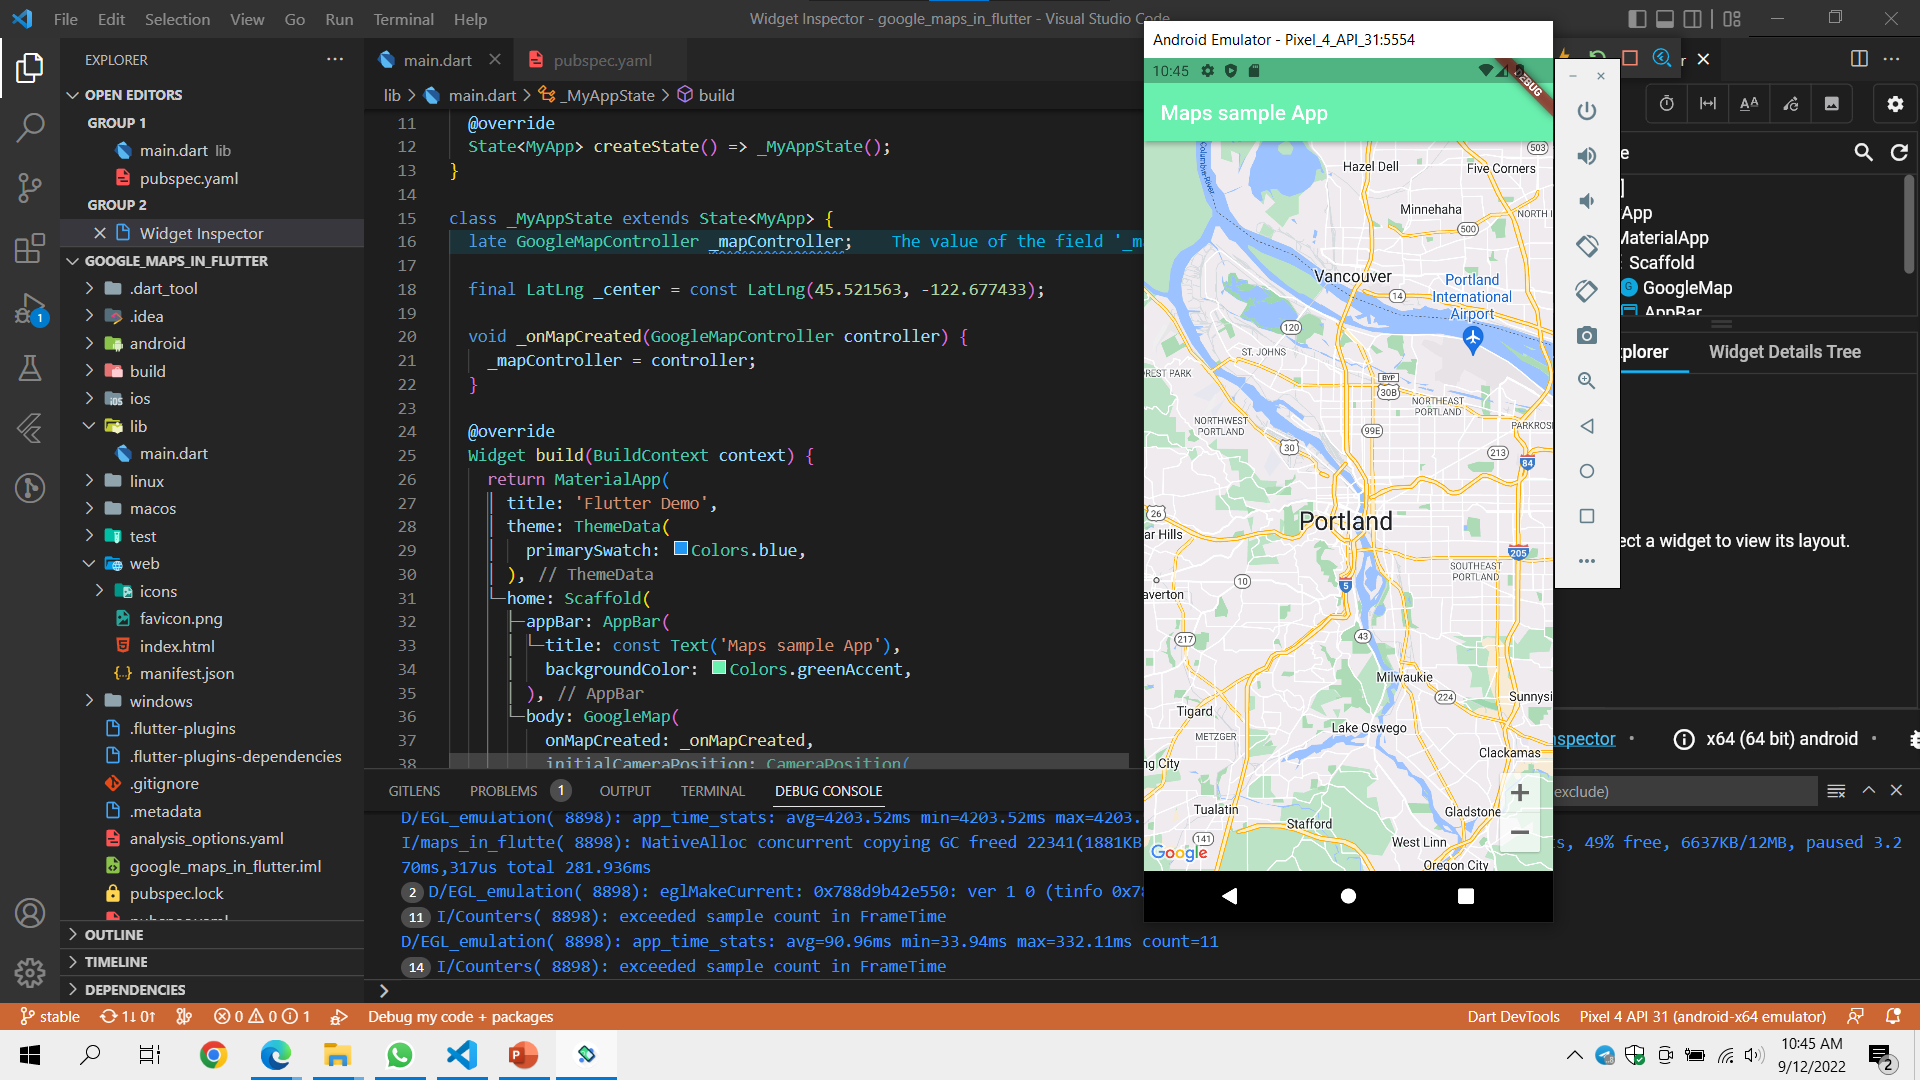 File Edit Selection View Go Run Terminal Help
Widget Inspector - google_maps_in_flutter - Visual Studio Code
EXPLORER
OPEN EDITORS
GROUP 1
main.dart lib
pubspec.yaml
GROUP 2
Widget Inspector
GOOGLE_MAPS_IN_FLUTTER
.dart_tool
.idea
android
build
ios
lib
main.dart
linux
macos
test
web
icons
favicon.png
index.html
manifest.json
windows
.flutter-plugins
.flutter-plugins-dependencies
.gitignore
.metadata
analysis_options.yaml
google_maps_in_flutter.iml
pubspec.lock
pubspec.yaml
OUTLINE
TIMELINE
DEPENDENCIES
main.dart
pubspec.yaml
lib > main.dart > _MyAppState > build
11 @override
12 State<MyApp> createState() => _MyAppState();
13 }
14
15 class _MyAppState extends State<MyApp> {
16 late GoogleMapController _mapController; The value of the field '_m
17
18 final LatLng _center = const LatLng(45.521563, -122.677433);
19
20 void _onMapCreated(GoogleMapController controller) {
21 _mapController = controller;
22 }
23
24 @override
25 Widget build(BuildContext context) {
26 return MaterialApp(
27 title: 'Flutter Demo',
28 theme: ThemeData(
29 primarySwatch: Colors.blue,
30 ), // ThemeData
31 home: Scaffold(
32 appBar: AppBar(
33 title: const Text('Maps sample App'),
34 backgroundColor: Colors.greenAccent,
35 ), // AppBar
36 body: GoogleMap(
37 onMapCreated: _onMapCreated,
38 initialCameraPosition: CameraPosition(
GITLENS PROBLEMS 1 OUTPUT TERMINAL DEBUG CONSOLE
exclude)
D/EGL_emulation( 8898): app_time_stats: avg=4203.52ms min=4203.52ms max=4203.
I/maps_in_flutte( 8898): NativeAlloc concurrent copying GC freed 22341(1881KB
s, 49% free, 6637KB/12MB, paused 3.2
70ms,317us total 281.936ms
2 D/EGL_emulation( 8898): eglMakeCurrent: 0x788d9b42e550: ver 1 0 (tinfo 0x78
11 I/Counters( 8898): exceeded sample count in FrameTime
D/EGL_emulation( 8898): app_time_stats: avg=90.96ms min=33.94ms max=332.11ms count=11
14 I/Counters( 8898): exceeded sample count in FrameTime
Android Emulator - Pixel_4_API_31:5554
10:45
DEBUG
Maps sample App
Columbia River
503
Hazel Dell
Five Corners
Minnehaha
NORTH
500
Vancouver
Portland
International
Airport
14
120
ST. JOHNS
REST PARK
BYP
30B
NORTHEAST
PORTLAND
NORTHWEST
PORTLAND
99E
PARKROS
30
213
84
26
Portland
ar Hills
205
SOUTHEAST
PORTLAND
10
5
averton
217
43
Milwaukie
224
Sunnysi
Tigard
Lake Oswego
METZGER
Clackamas
ng City
Tualatin
Gladstone
Stafford
141
West Linn
Google
Oregon City
r
e
]
App
MaterialApp
Scaffold
G GoogleMap
AppBar
plorer
Widget Details Tree
ect a widget to view its layout.
nspector • x64 (64 bit) android •
1
stable 1↓ 0↑ 0 0 1 Debug my code + packages
Dart DevTools Pixel 4 API 31 (android-x64 emulator)
10:45 AM
9/12/2022
2